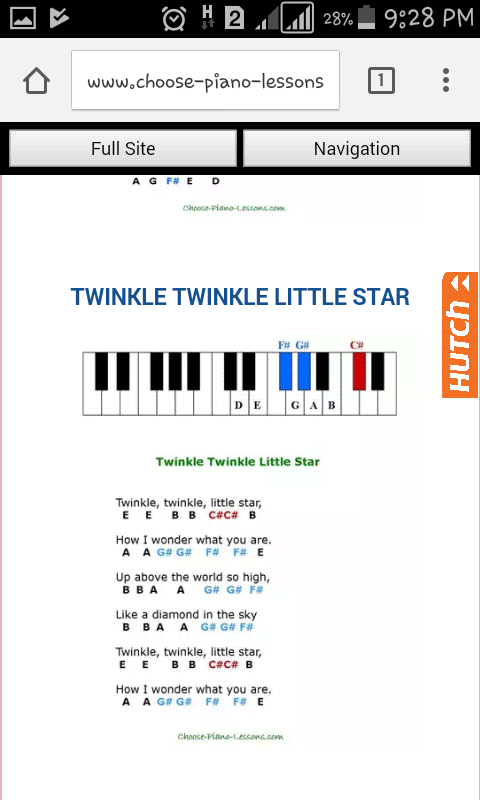 H 2 28% 9:28 PM
www.choose-piano-lessons
1
Full Site Navigation
A G F# E D
Choose-Piano-Lessons.com
TWINKLE TWINKLE LITTLE STAR
HUTCH
F# G# C#
D E G A B
Twinkle Twinkle Little Star
Twinkle, twinkle, little star,
E E B B C#C# B
How I wonder what you are.
A A G# G# F# F# E
Up above the world so high,
B B A A G# G# F#
Like a diamond in the sky
B B A A G# G# F#
Twinkle, twinkle, little star,
E E B B C#C# B
How I wonder what you are.
A A G# G# F# F# E
Choose-Piano-Lessons.com